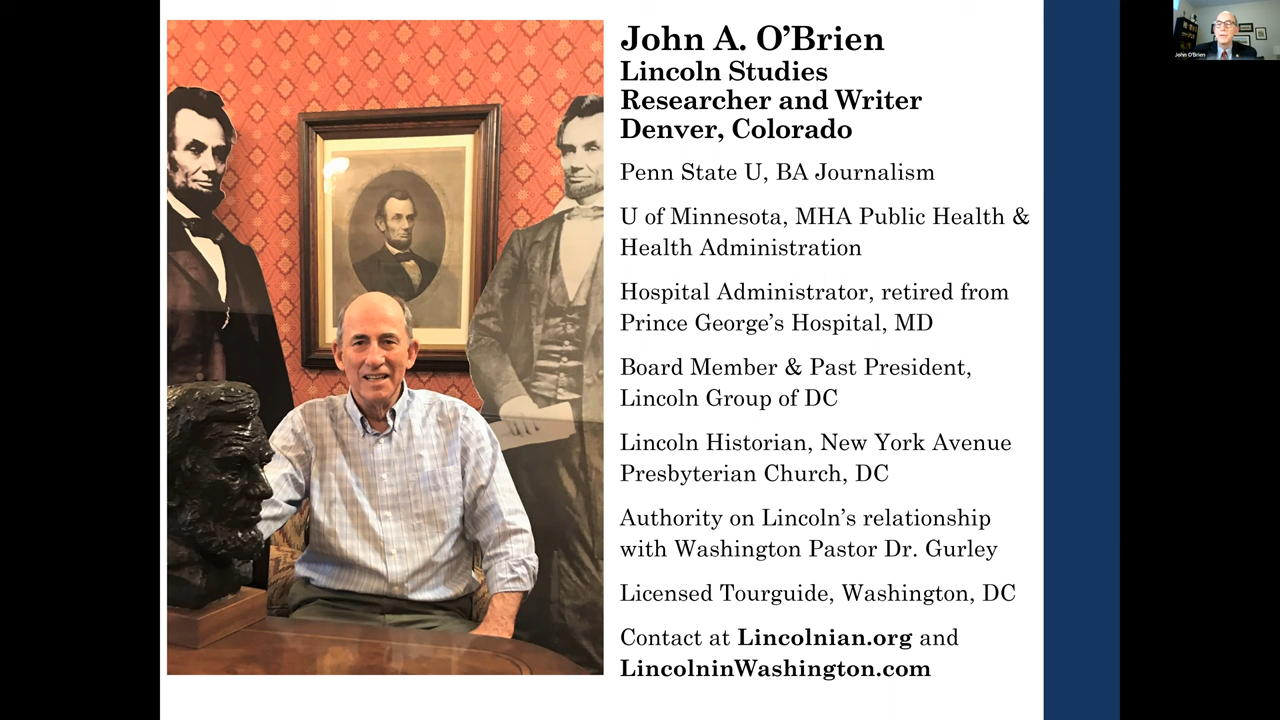 John A. O’Brien
Lincoln Studies
Researcher and Writer
Denver, Colorado
Penn State U, BA Journalism
U of Minnesota, MHA Public Health &
Health Administration
Hospital Administrator, retired from
Prince George’s Hospital, MD
Board Member & Past President,
Lincoln Group of DC
Lincoln Historian, New York Avenue
Presbyterian Church, DC
Authority on Lincoln’s relationship
with Washington Pastor Dr. Gurley
Licensed Tourguide, Washington, DC
Contact at Lincolnian.org and
LincolninWashington.com
John O'Brien